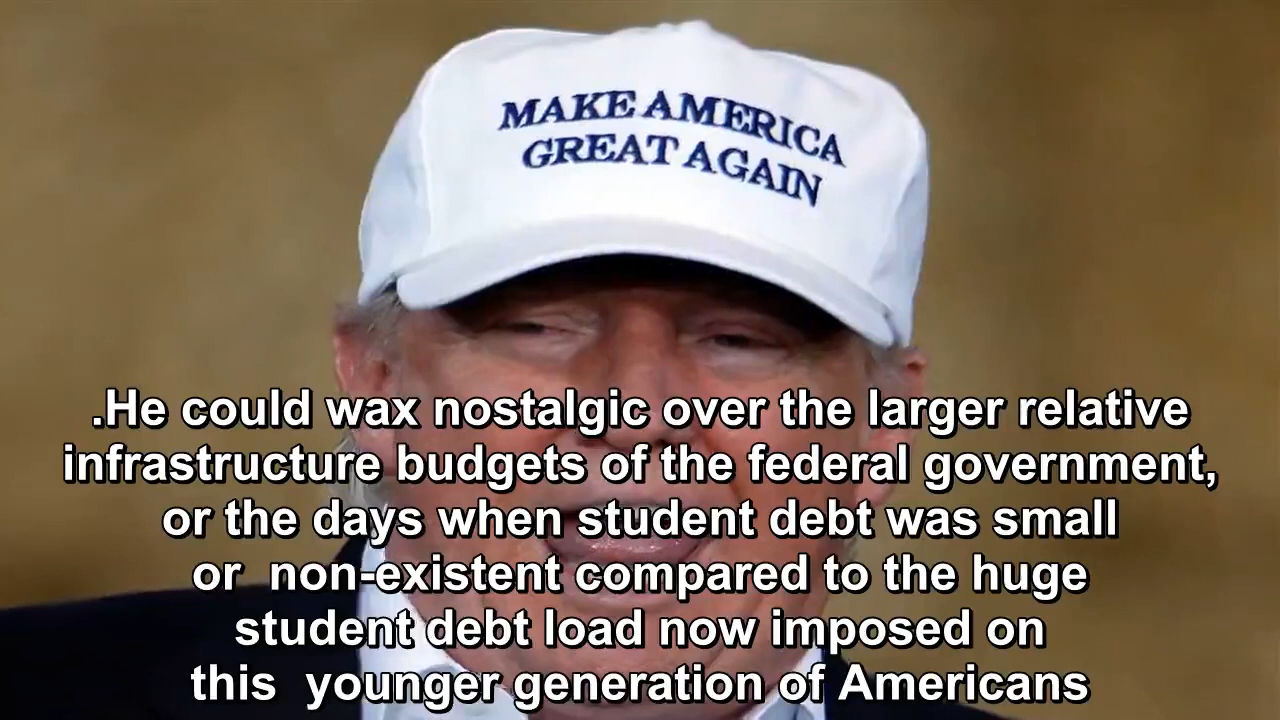 MAKE AMERICA
GREAT AGAIN
.He could wax nostalgic over the larger relative
infrastructure budgets of the federal government,
or the days when student debt was small
or  non-existent compared to the huge
student debt load now imposed on
this  younger generation of Americans